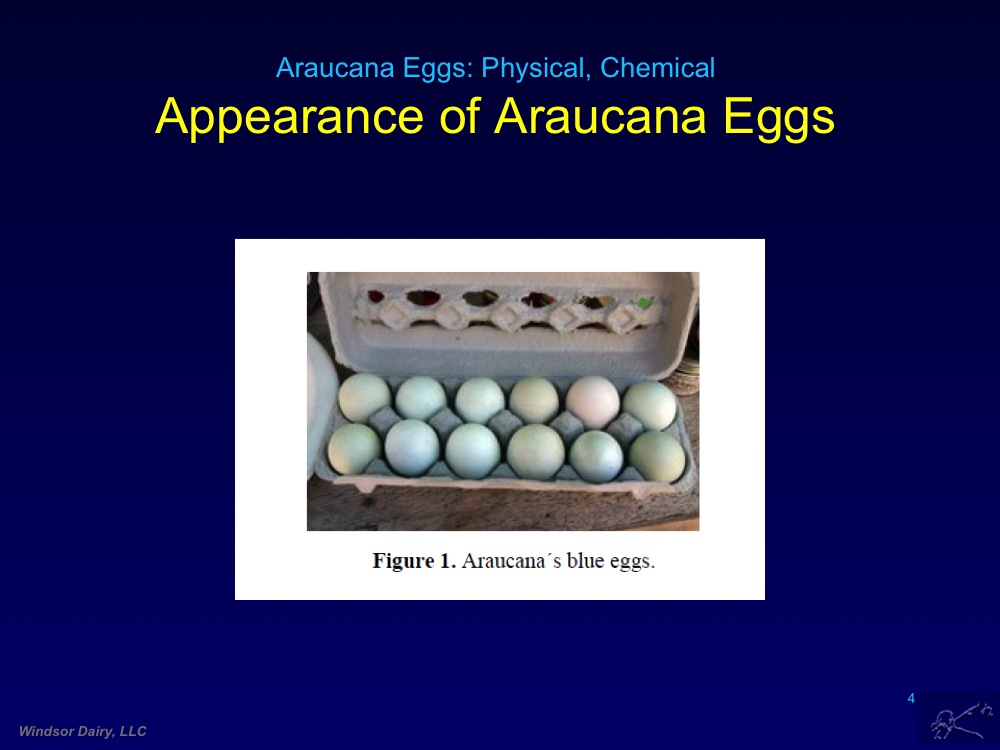 Araucana Eggs: Physical, Chemical
Appearance of Araucana Eggs
Figure 1. Araucana´s blue eggs.
4
Windsor Dairy, LLC